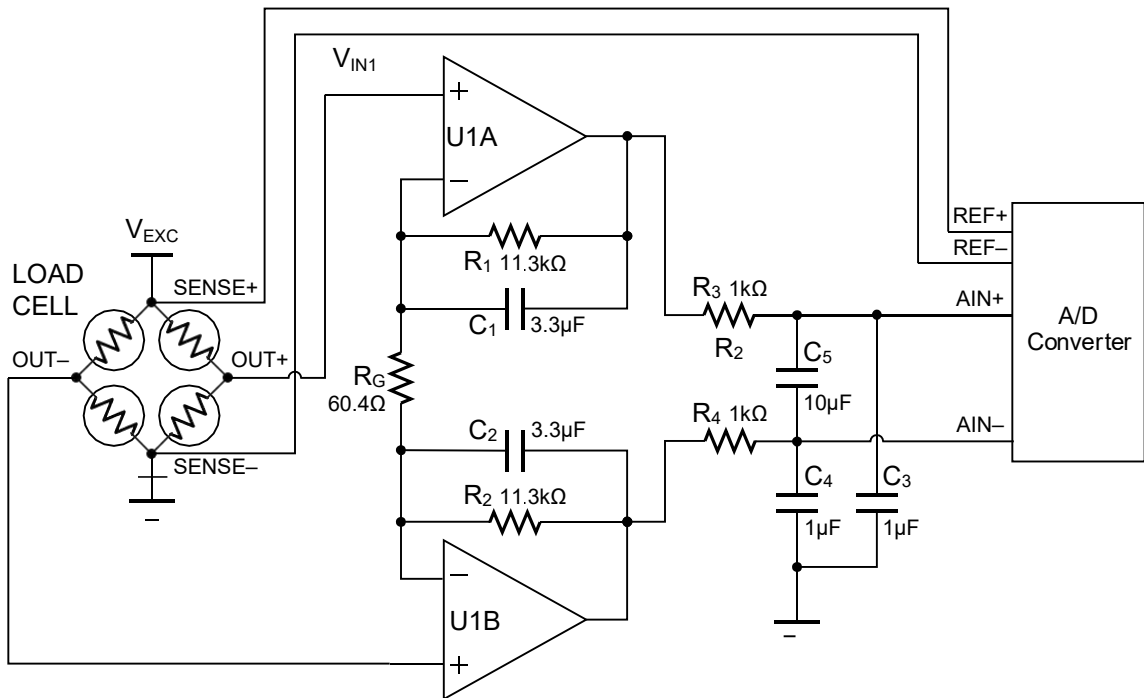 V_IN1
+
U1A
−
V_EXC
LOAD
CELL
SENSE+
REF+
REF–
R₁ 11.3kΩ
R₃ 1kΩ
AIN+
A/D
Converter
C₁ 3.3µF
R₂
OUT–
OUT+
C₅
R_G
60.4Ω
10µF
R₄ 1kΩ
AIN–
C₂ 3.3µF
SENSE–
C₄
C₃
R₂ 11.3kΩ
1µF
1µF
−
−
U1B
+
−